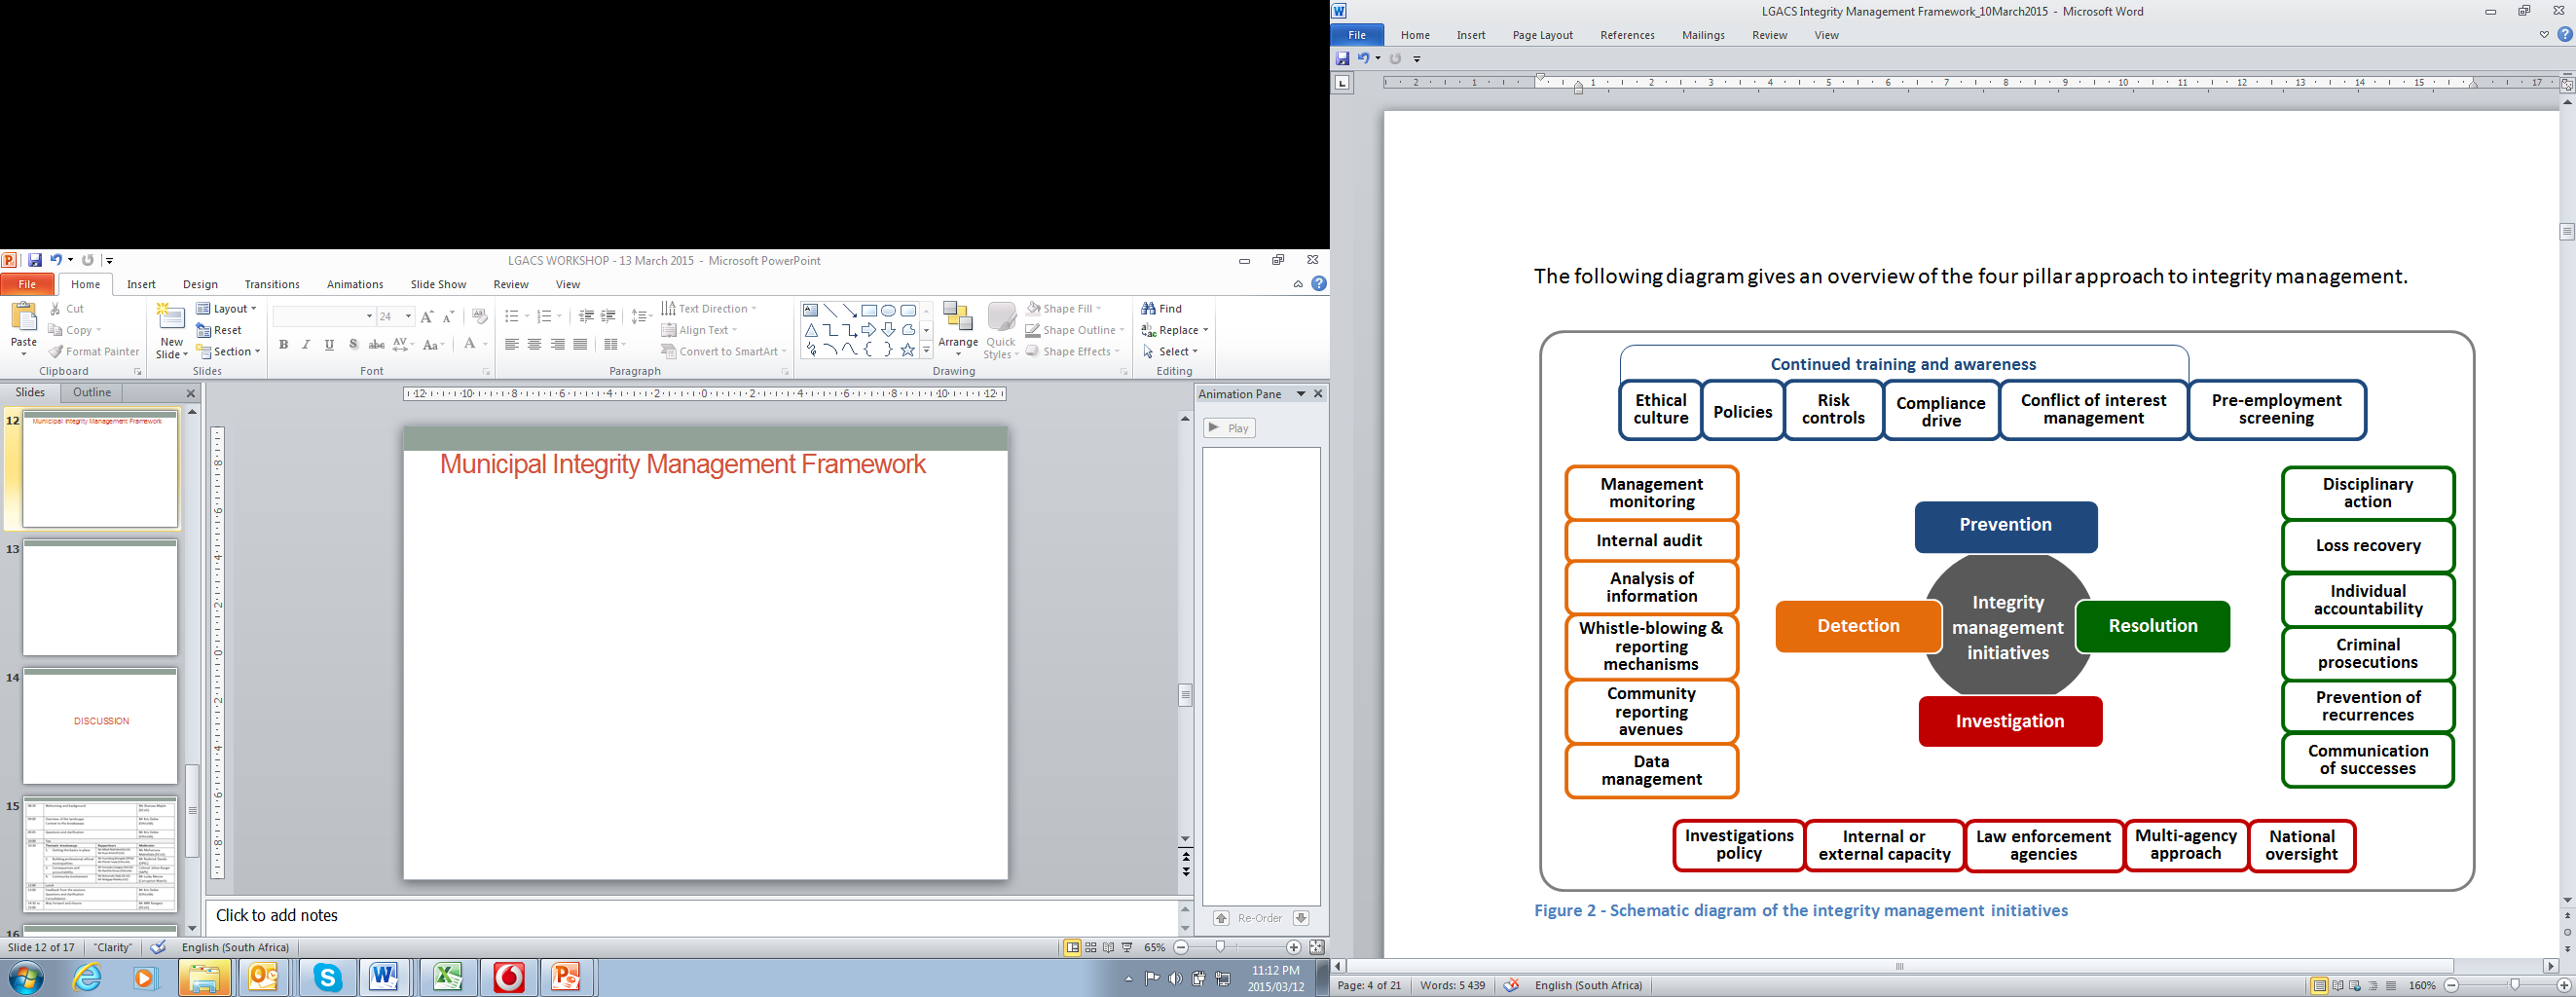 LGACS WORKSHOP - 13 March 2015 - Microsoft PowerPoint
File Home Insert Design Transitions Animations Slide Show Review View
Paste
Cut
Copy
Format Painter
Clipboard
New
Slide
Layout
Reset
Section
Slides
24
Font
Paragraph
Text Direction
Align Text
Convert to SmartArt
Arrange
Quick
Styles
Shape Fill
Shape Outline
Shape Effects
Drawing
Find
Replace
Select
Editing
Slides Outline
12
Municipal Integrity Management Framework
13
14
DISCUSSION
15
16
Municipal Integrity Management Framework
Animation Pane
Play
Re-Order
Click to add notes
Slide 12 of 17 "Clarity" English (South Africa) 65%
11:12 PM
2015/03/12
LGACS Integrity Management Framework_10March2015 - Microsoft Word
File Home Insert Page Layout References Mailings Review View
The following diagram gives an overview of the four pillar approach to integrity management.
Continued training and awareness
Ethical
culture
Policies
Risk
controls
Compliance
drive
Conflict of interest
management
Pre-employment
screening
Management
monitoring
Internal audit
Analysis of
information
Whistle-blowing &
reporting
mechanisms
Community
reporting
avenues
Data
management
Prevention
Detection
Integrity
management
initiatives
Resolution
Investigation
Disciplinary
action
Loss recovery
Individual
accountability
Criminal
prosecutions
Prevention of
recurrences
Communication
of successes
Investigations
policy
Internal or
external capacity
Law enforcement
agencies
Multi-agency
approach
National
oversight
Figure 2 - Schematic diagram of the integrity management initiatives
Page: 4 of 21 Words: 5 439 English (South Africa) 160%